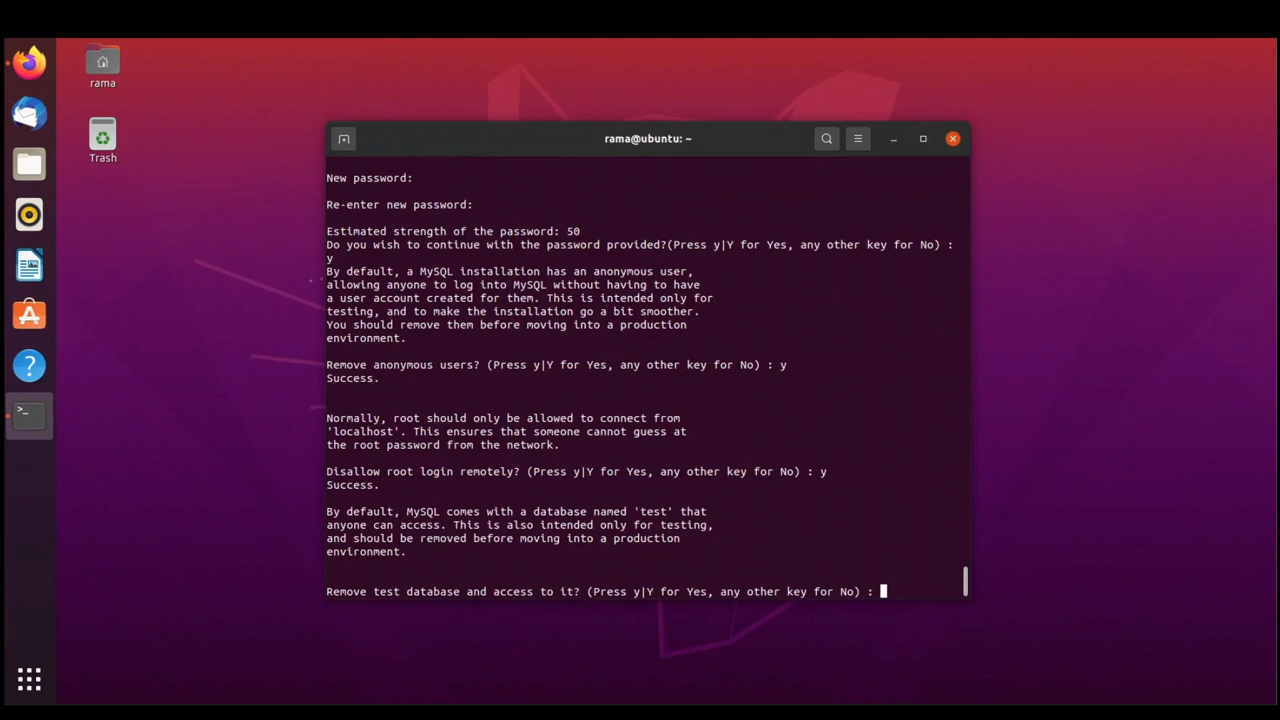 rama
Trash
rama@ubuntu: ~
New password:
Re-enter new password:
Estimated strength of the password: 50
Do you wish to continue with the password provided?(Press y|Y for Yes, any other key for No) :
y
By default, a MySQL installation has an anonymous user,
allowing anyone to log into MySQL without having to have
a user account created for them. This is intended only for
testing, and to make the installation go a bit smoother.
You should remove them before moving into a production
environment.
Remove anonymous users? (Press y|Y for Yes, any other key for No) : y
Success.
Normally, root should only be allowed to connect from
'localhost'. This ensures that someone cannot guess at
the root password from the network.
Disallow root login remotely? (Press y|Y for Yes, any other key for No) : y
Success.
By default, MySQL comes with a database named 'test' that
anyone can access. This is also intended only for testing,
and should be removed before moving into a production
environment.
Remove test database and access to it? (Press y|Y for Yes, any other key for No) :